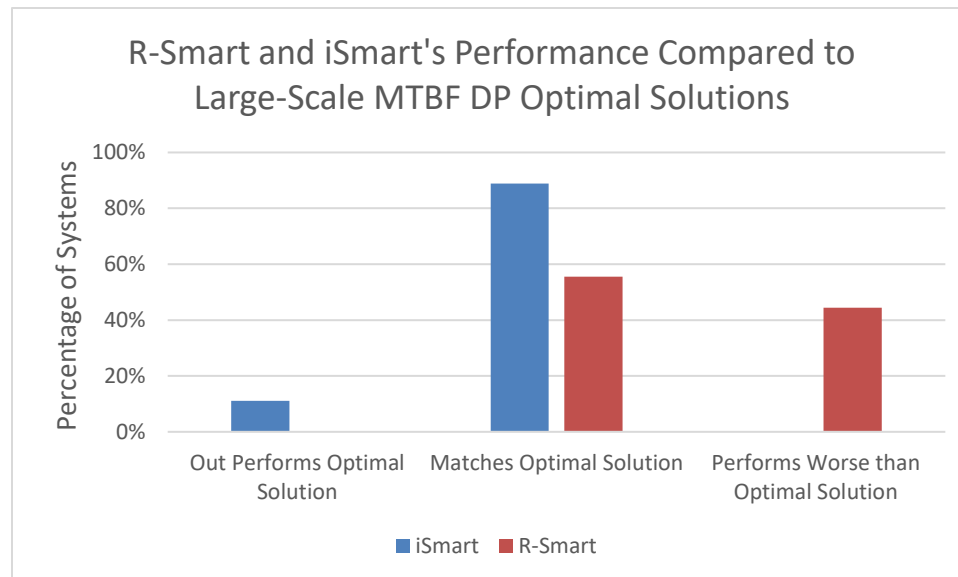 R-Smart and iSmart's Performance Compared to
Large-Scale MTBF DP Optimal Solutions
Percentage of Systems
100%
80%
60%
40%
20%
0%
Out Performs Optimal
Solution
Matches Optimal Solution
Performs Worse than
Optimal Solution
iSmart
R-Smart